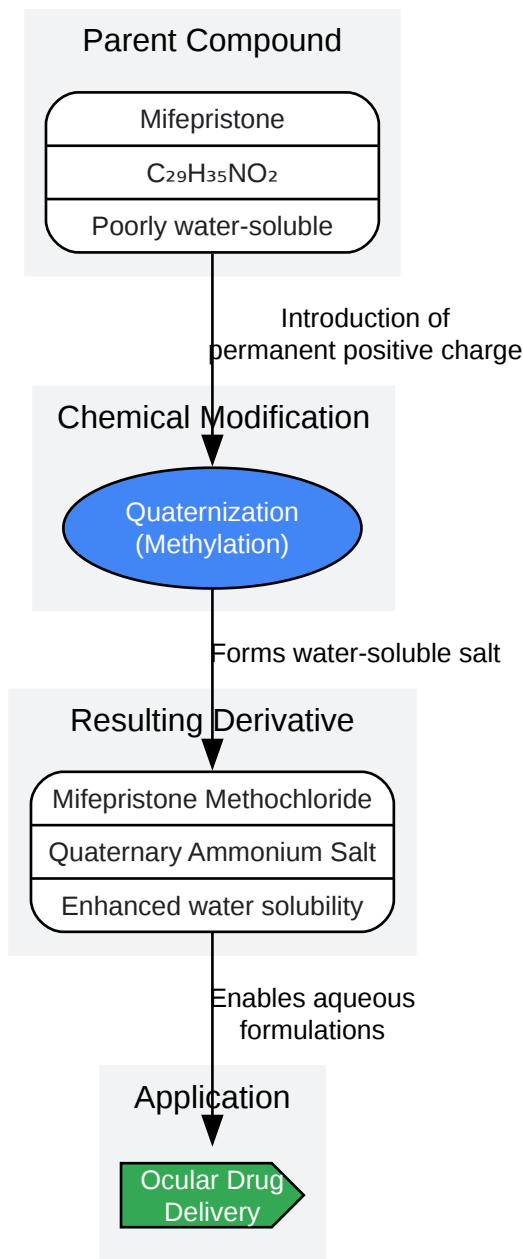 Parent Compound
Mifepristone
C₂₉H₃₅NO₂
Poorly water-soluble
Introduction of
permanent positive charge
Chemical Modification
Quaternization
(Methylation)
Forms water-soluble salt
Resulting Derivative
Mifepristone Methochloride
Quaternary Ammonium Salt
Enhanced water solubility
Enables aqueous
formulations
Application
Ocular Drug
Delivery